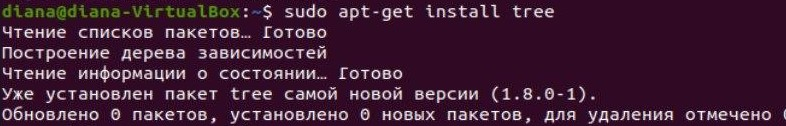 diana@diana-VirtualBox:~$ sudo apt-get install tree
Чтение списков пакетов… Готово
Построение дерева зависимостей
Чтение информации о состоянии… Готово
Уже установлен пакет tree самой новой версии (1.8.0-1).
Обновлено 0 пакетов, установлено 0 новых пакетов, для удаления отмечено 0